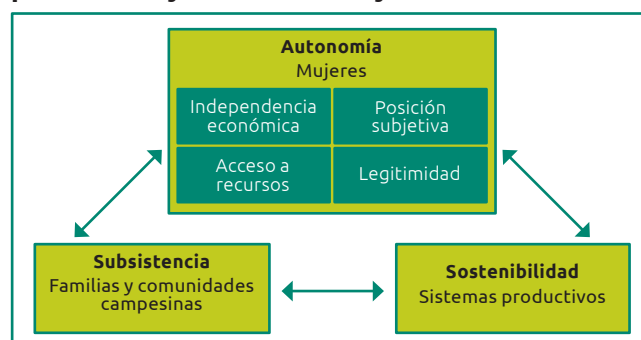 Autonomía
Mujeres
Independencia
económica
Posición
subjetiva
Acceso a
recursos
Legitimidad
Subsistencia
Familias y comunidades
campesinas
Sostenibilidad
Sistemas productivos